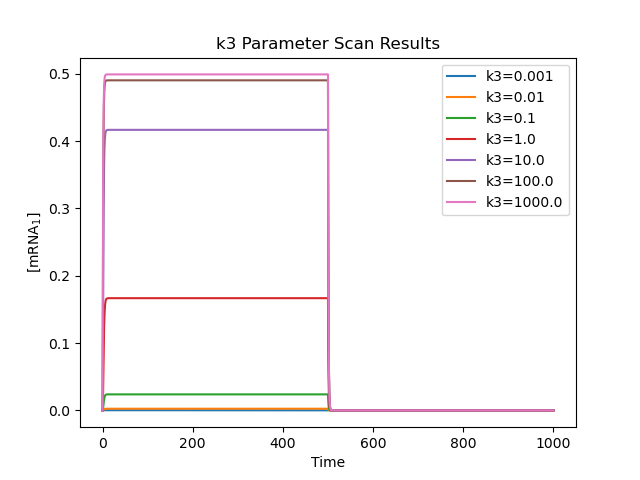 k3 Parameter Scan Results
[mRNA₁]
0.5
0.4
0.3
0.2
0.1
0.0
k3=0.001
k3=0.01
k3=0.1
k3=1.0
k3=10.0
k3=100.0
k3=1000.0
0 200 400 600 800 1000
Time